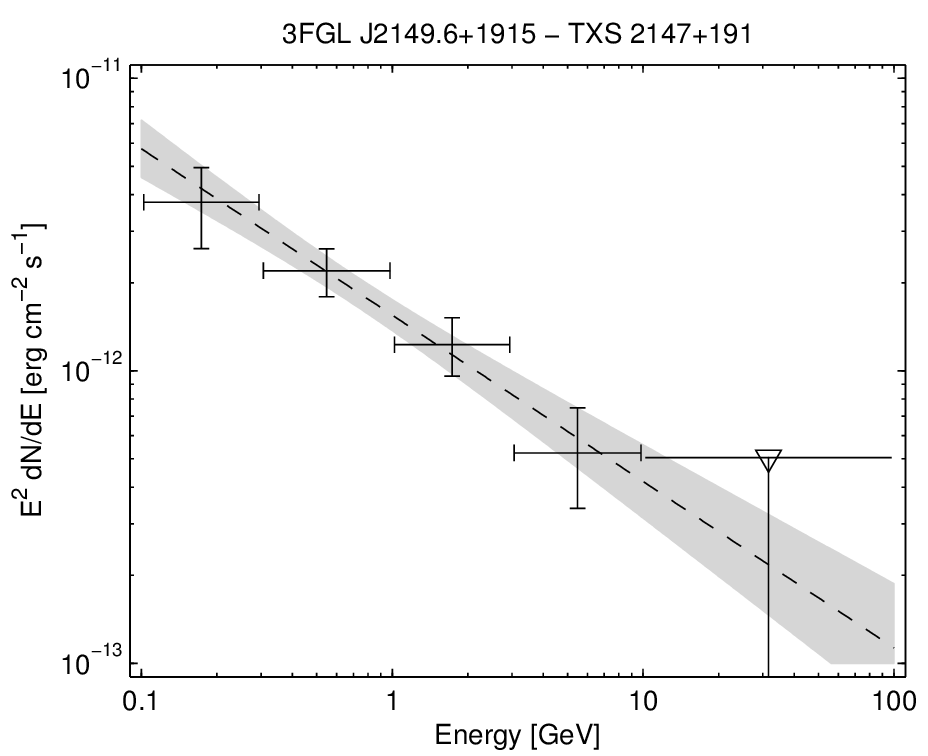 3FGL J2149.6+1915 − TXS 2147+191
10⁻¹¹
10⁻¹²
10⁻¹³
E² dN/dE [erg cm⁻² s⁻¹]
0.1 1 10 100
Energy [GeV]